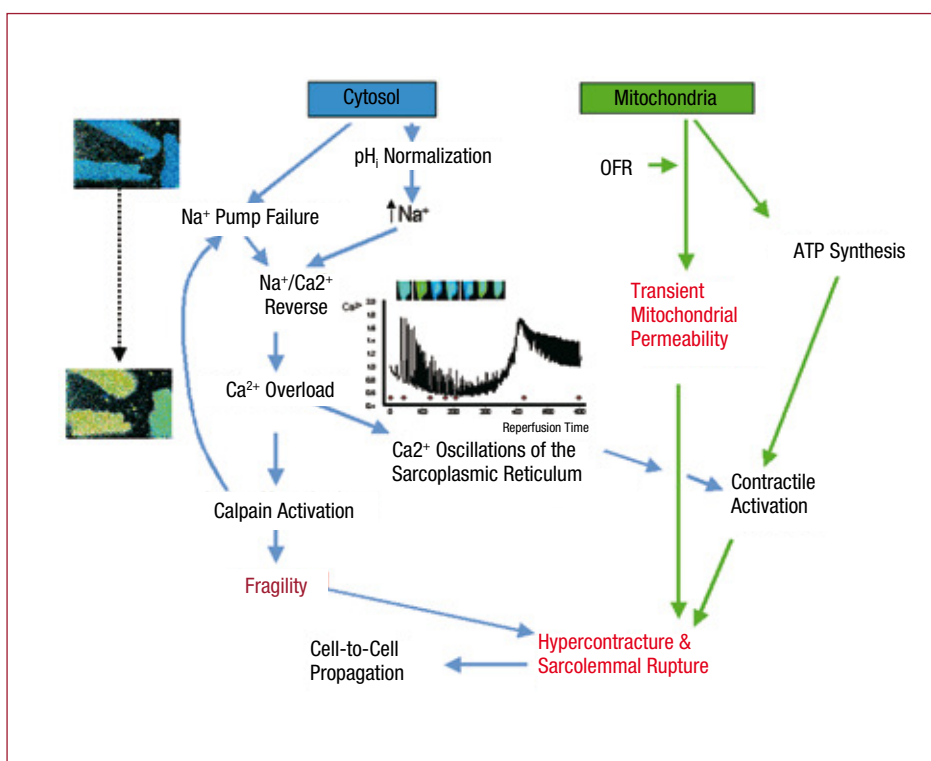 Cytosol
Mitochondria
pHi Normalization
OFR
↑Na+
Na+ Pump Failure
ATP Synthesis
Na+/Ca2+
Reverse
Transient
Mitochondrial
Permeability
Ca2+
Ca2+ Overload
Reperfusion Time
Ca2+ Oscillations of the
Sarcoplasmic Reticulum
Contractile
Activation
Calpain Activation
Fragility
Hypercontracture &
Sarcolemmal Rupture
Cell-to-Cell
Propagation